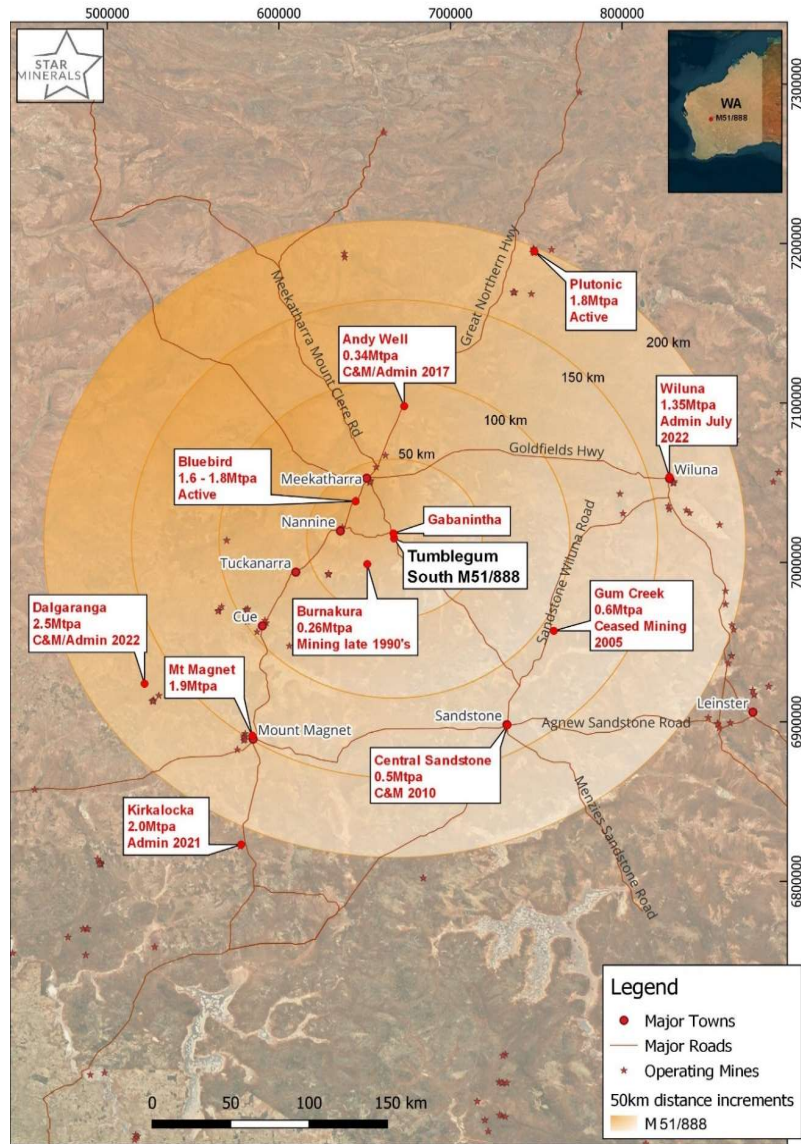 500000
600000
700000
800000
STAR
MINERALS
WA
M51/888
7300000
7200000
7100000
7000000
6900000
6800000
Meekatharra Mount Clere Rd
Great Northern Hwy
Plutonic
1.8Mtpa
Active
200 km
150 km
100 km
50 km
Andy Well
0.34Mtpa
C&M/Admin 2017
Wiluna
1.35Mtpa
Admin July
2022
Goldfields Hwy
Wiluna
Bluebird
1.6 - 1.8Mtpa
Active
Meekatharra
Nannine
Gabanintha
Tumblegum
South M51/888
Tuckanarra
Sandstone Wiluna Road
Burnakura
0.26Mtpa
Mining late 1990's
Gum Creek
0.6Mtpa
Ceased Mining
2005
Dalgaranga
2.5Mtpa
C&M/Admin 2022
Cue
Mt Magnet
1.9Mtpa
Mount Magnet
Sandstone
Agnew Sandstone Road
Leinster
Central Sandstone
0.5Mtpa
C&M 2010
Menzies Sandstone Road
Kirkalocka
2.0Mtpa
Admin 2021
Legend
Major Towns
Major Roads
Operating Mines
50km distance increments
M51/888
0 50 100 150 km